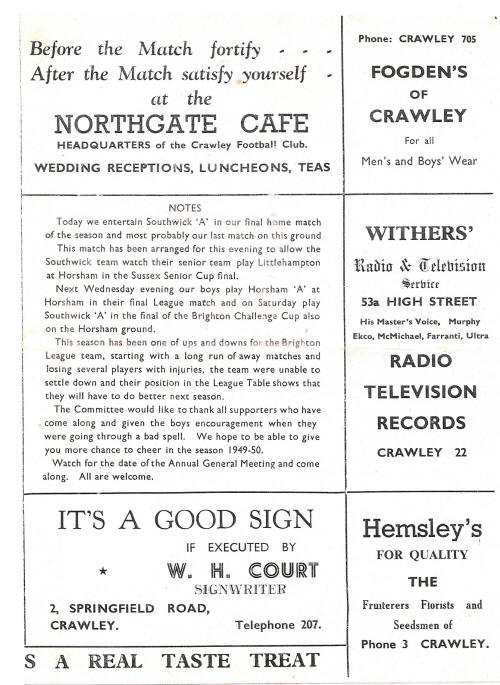 Before the Match fortify - - -
After the Match satisfy yourself -
at the
NORTHGATE CAFE
HEADQUARTERS of the Crawley Football Club.
WEDDING RECEPTIONS, LUNCHEONS, TEAS
Phone: CRAWLEY 705
FOGDEN'S
OF
CRAWLEY
For all
Men's and Boys' Wear
NOTES
Today we entertain Southwick 'A' in our final home match
of the season and most probably our last match on this ground
This match has been arranged for this evening to allow the
Southwick team watch their senior team play Littlehampton
at Horsham in the Sussex Senior Cup final.
Next Wednesday evening our boys play Horsham 'A' at
Horsham in their final League match and on Saturday play
Southwick 'A' in the final of the Brighton Challenge Cup also
on the Horsham ground.
This season has been one of ups and downs for the Brighton
League team, starting with a long run of away matches and
losing several players with injuries, the team were unable to
settle down and their position in the League Table shows that
they will have to do better next season.
The Committee would like to thank all supporters who have
come along and given the boys encouragement when they
were going through a bad spell. We hope to be able to give
you more chance to cheer in the season 1949-50.
Watch for the date of the Annual General Meeting and come
along. All are welcome.
WITHERS'
Radio & Television
Service
53a HIGH STREET
His Master's Voice, Murphy
Ekco, McMichael, Farranti, Ultra
RADIO
TELEVISION
RECORDS
CRAWLEY 22
IT'S A GOOD SIGN
IF EXECUTED BY
★ W. H. COURT
SIGNWRITER
2, SPRINGFIELD ROAD,
CRAWLEY. Telephone 207.
Hemsley's
FOR QUALITY
THE
Fruiterers Florists and
Seedsmen of
Phone 3 CRAWLEY.
S A REAL TASTE TREAT